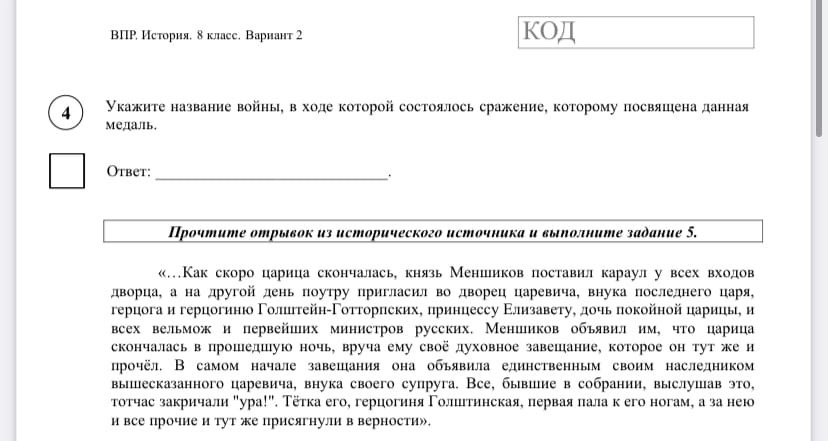 ВПР. История. 8 класс. Вариант 2
КОД
4
Укажите название войны, в ходе которой состоялось сражение, которому посвящена данная
медаль.
Ответ: ______________________________.
Прочтите отрывок из исторического источника и выполните задание 5.
«…Как скоро царица скончалась, князь Меншиков поставил караул у всех входов
дворца, а на другой день поутру пригласил во дворец царевича, внука последнего царя,
герцога и герцогиню Голштейн-Готторпских, принцессу Елизавету, дочь покойной царицы, и
всех вельмож и первейших министров русских. Меншиков объявил им, что царица
скончалась в прошедшую ночь, вруча ему своё духовное завещание, которое он тут же и
прочёл. В самом начале завещания она объявила единственным своим наследником
вышесказанного царевича, внука своего супруга. Все, бывшие в собрании, выслушав это,
тотчас закричали "ура!". Тётка его, герцогиня Голштинская, первая пала к его ногам, а за нею
и все прочие и тут же присягнули в верности».